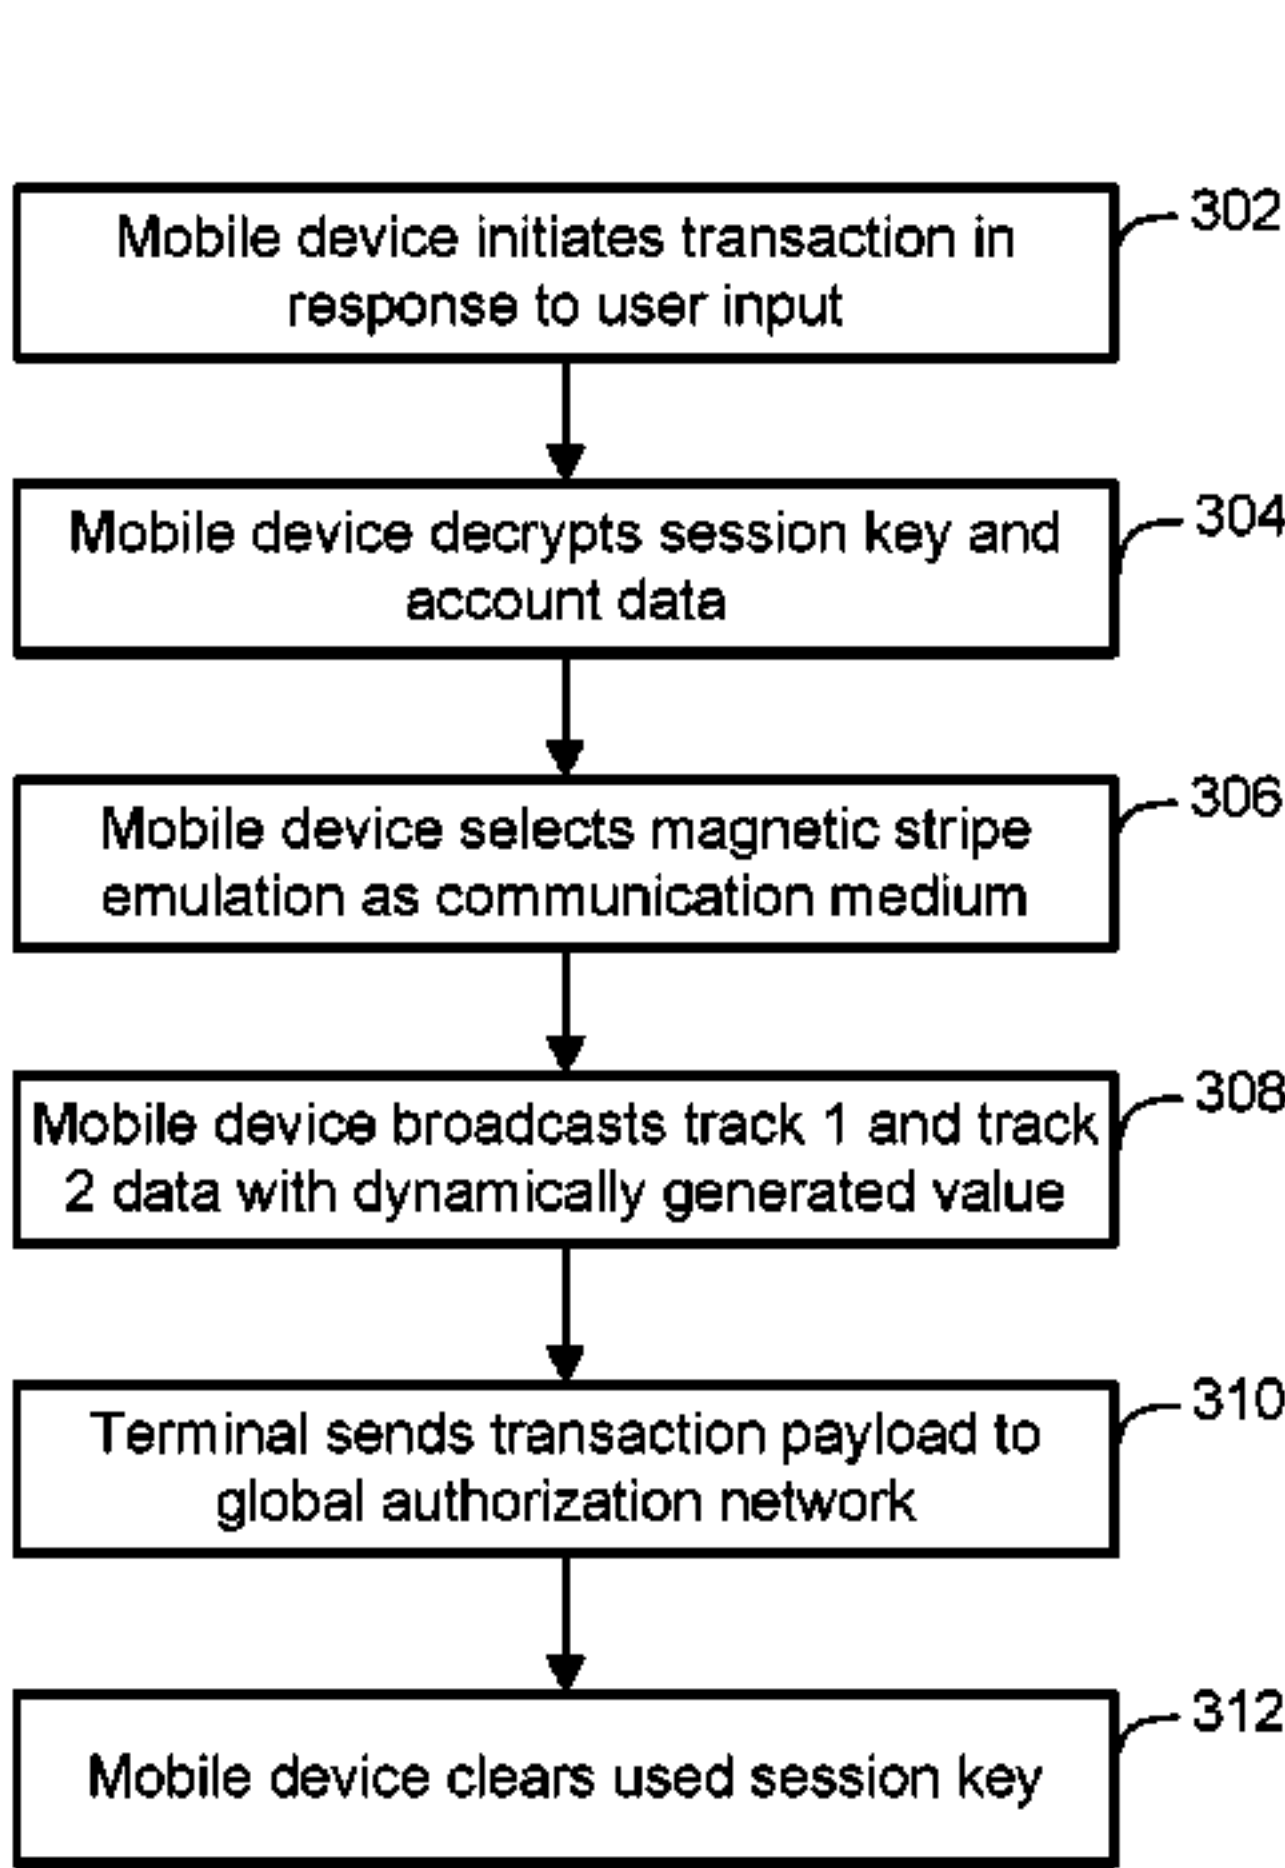 302
Mobile device initiates transaction in
response to user input
304
Mobile device decrypts session key and
account data
306
Mobile device selects magnetic stripe
emulation as communication medium
308
Mobile device broadcasts track 1 and track
2 data with dynamically generated value
310
Terminal sends transaction payload to
global authorization network
312
Mobile device clears used session key